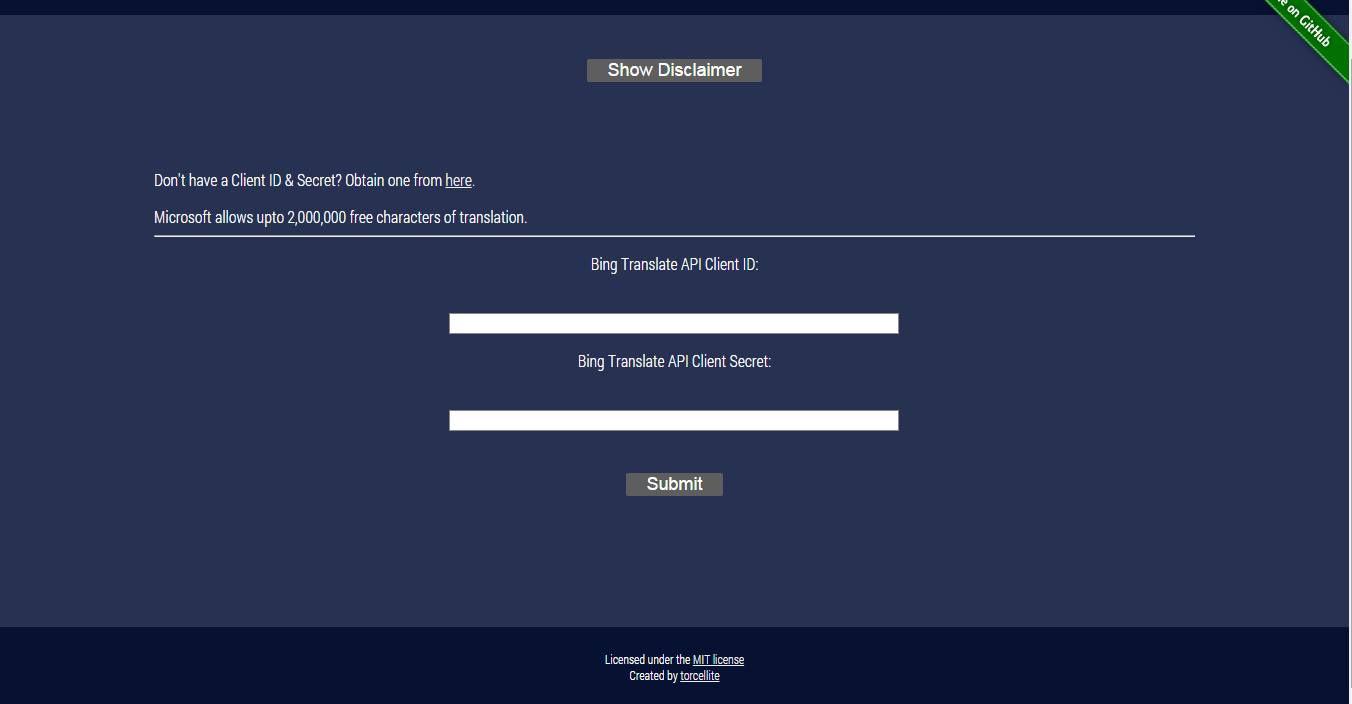 on GitHub
Show Disclaimer
Don't have a Client ID & Secret? Obtain one from here.
Microsoft allows upto 2,000,000 free characters of translation.
Bing Translate API Client ID:
Bing Translate API Client Secret:
Submit
Licensed under the MIT license
Created by torcellite